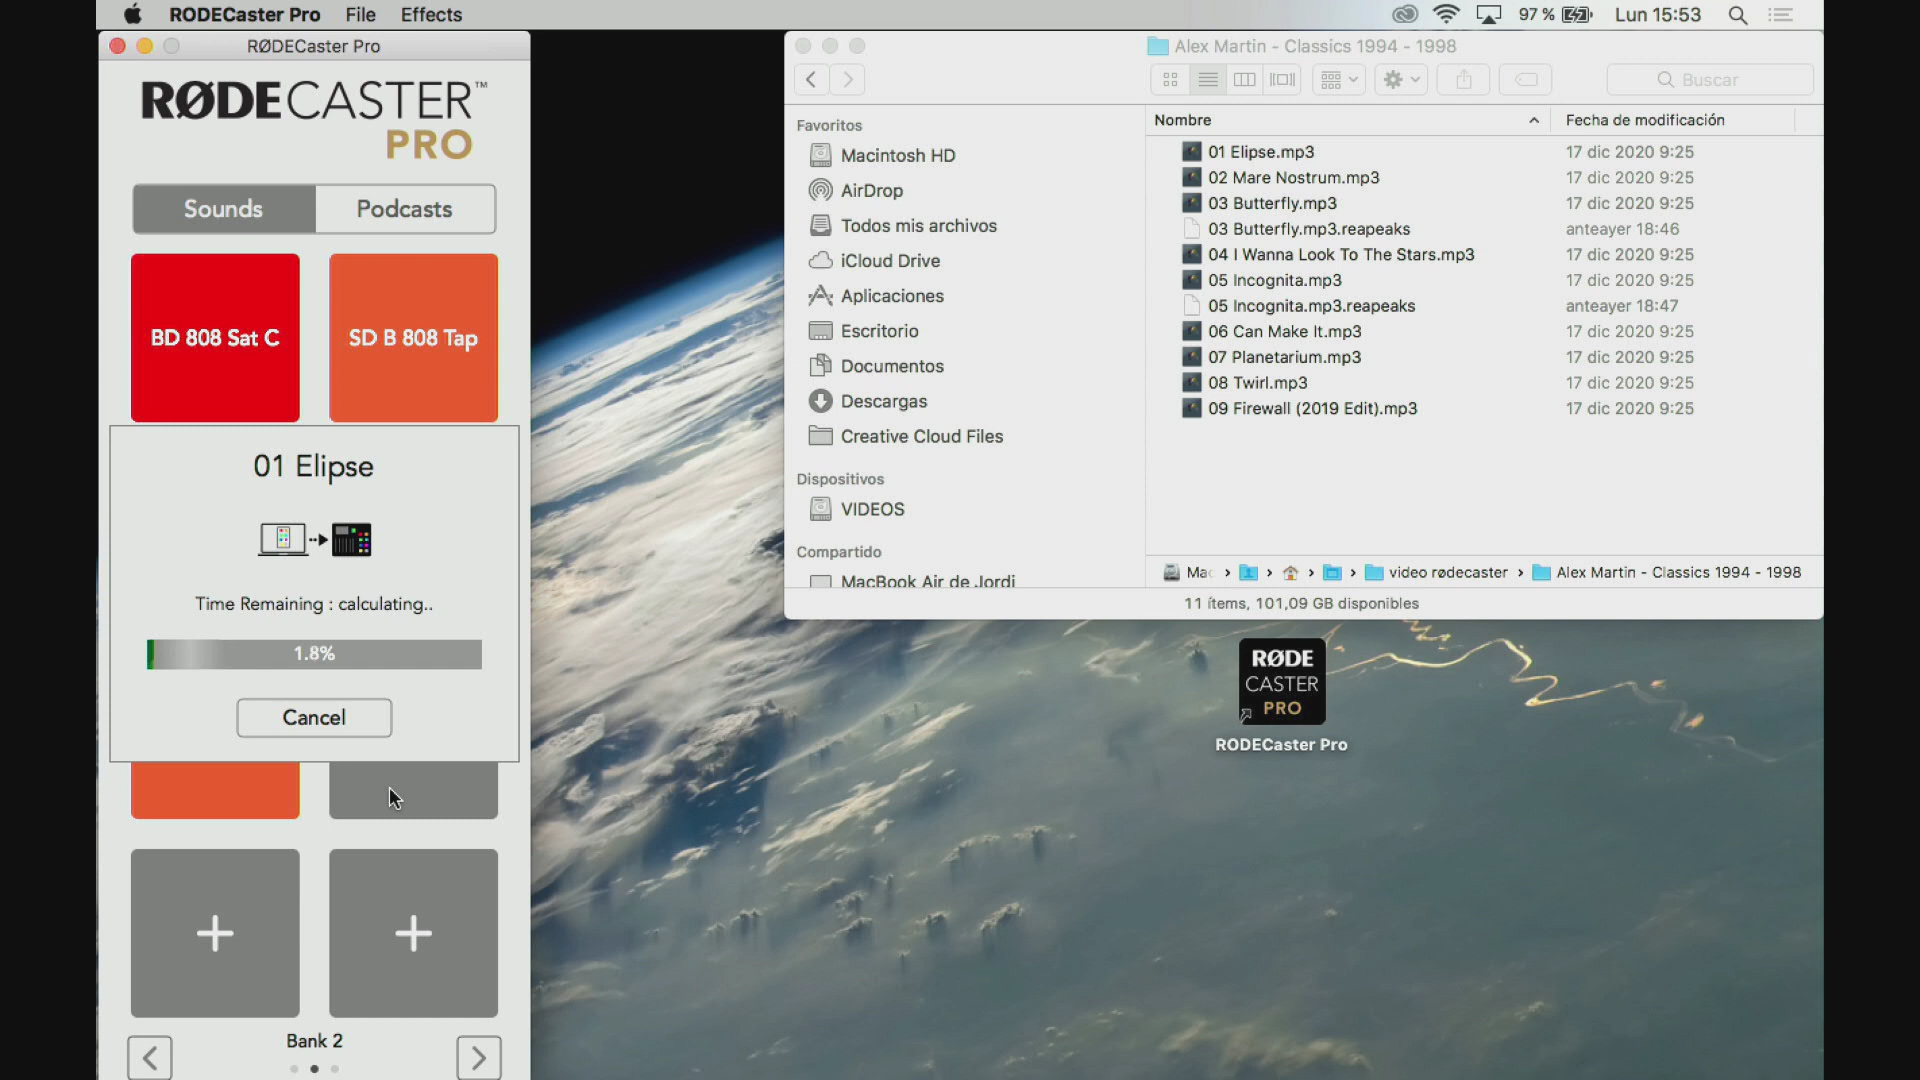 RODECaster Pro File Effects
97 % Lun 15:53
RØDECaster Pro
RØDECASTER™
PRO
Sounds Podcasts
BD 808 Sat C SD B 808 Tap
01 Elipse
Time Remaining : calculating..
1.8%
Cancel
Bank 2
Alex Martin - Classics 1994 - 1998
Buscar
Favoritos
Macintosh HD
AirDrop
Todos mis archivos
iCloud Drive
Aplicaciones
Escritorio
Documentos
Descargas
Creative Cloud Files
Dispositivos
VIDEOS
Compartido
MacBook Air de Jordi
Nombre Fecha de modificación
01 Elipse.mp3 17 dic 2020 9:25
02 Mare Nostrum.mp3 17 dic 2020 9:25
03 Butterfly.mp3 17 dic 2020 9:25
03 Butterfly.mp3.reapeaks anteayer 18:46
04 I Wanna Look To The Stars.mp3 17 dic 2020 9:25
05 Incognita.mp3 17 dic 2020 9:25
05 Incognita.mp3.reapeaks anteayer 18:47
06 Can Make It.mp3 17 dic 2020 9:25
07 Planetarium.mp3 17 dic 2020 9:25
08 Twirl.mp3 17 dic 2020 9:25
09 Firewall (2019 Edit).mp3 17 dic 2020 9:25
Mac › › › › video rødecaster › Alex Martin - Classics 1994 - 1998
11 ítems, 101,09 GB disponibles
RØDE
CASTER
PRO
RODECaster Pro